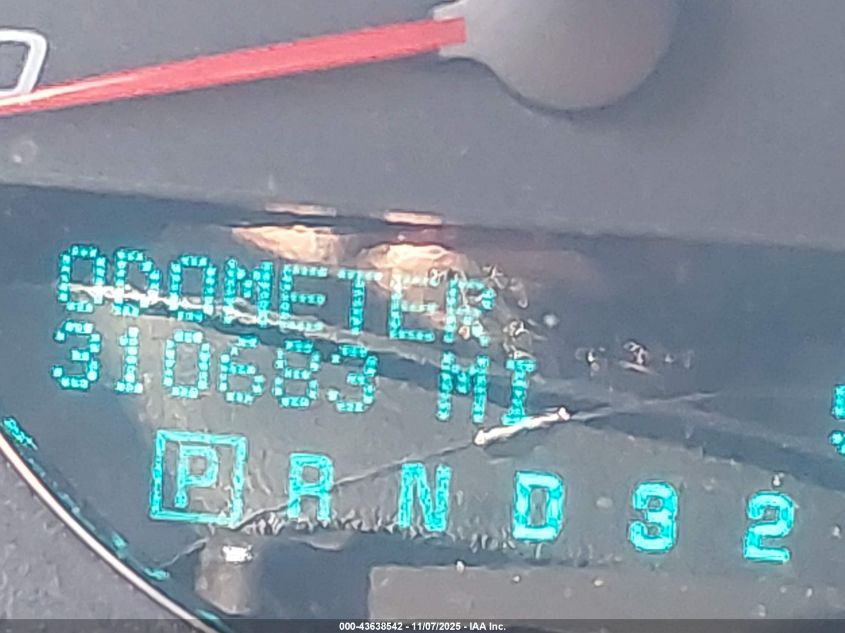 ODOMETER
310683 MI
P R N D 3 2
000-43638542 - 11/07/2025 - IAA Inc.